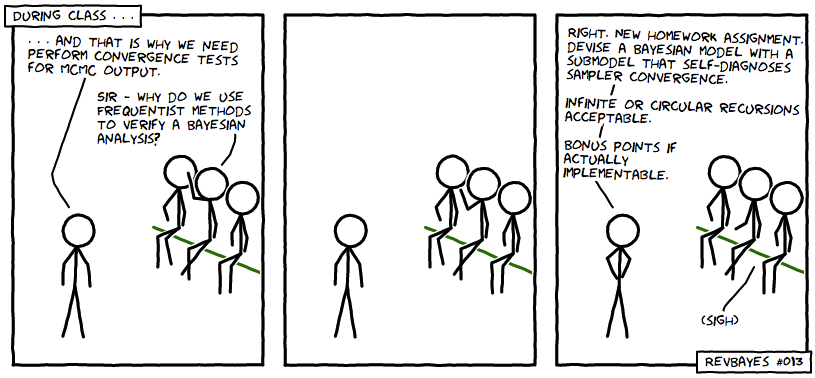 DURING CLASS . . .
. . . AND THAT IS WHY WE NEED
PERFORM CONVERGENCE TESTS
FOR MCMC OUTPUT.
SIR - WHY DO WE USE
FREQUENTIST METHODS
TO VERIFY A BAYESIAN
ANALYSIS?
RIGHT. NEW HOMEWORK ASSIGNMENT.
DEVISE A BAYESIAN MODEL WITH A
SUBMODEL THAT SELF-DIAGNOSES
SAMPLER CONVERGENCE.
INFINITE OR CIRCULAR RECURSIONS
ACCEPTABLE.
BONUS POINTS IF
ACTUALLY
IMPLEMENTABLE.
(SIGH)
REVBAYES #013